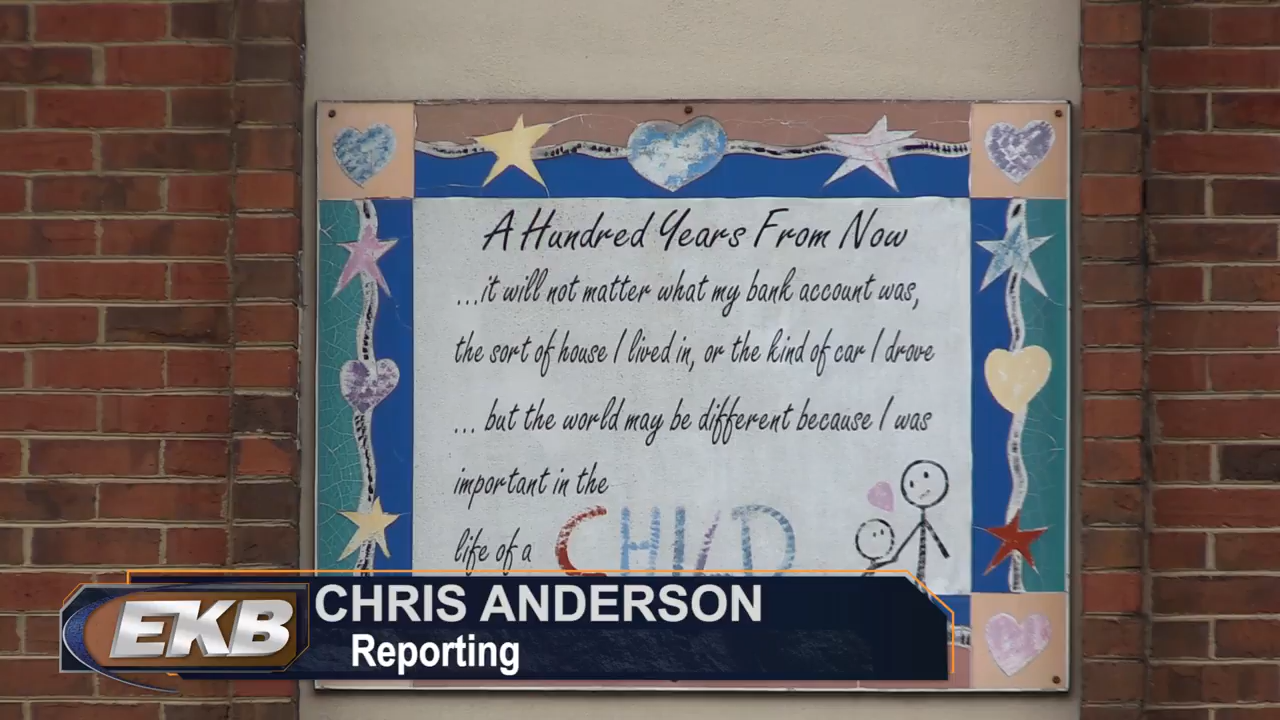 A Hundred Years From Now
...it will not matter what my bank account was,
the sort of house I lived in, or the kind of car I drove
... but the world may be different because I was
important in the
life of a CHILD
EKB
CHRIS ANDERSON
Reporting